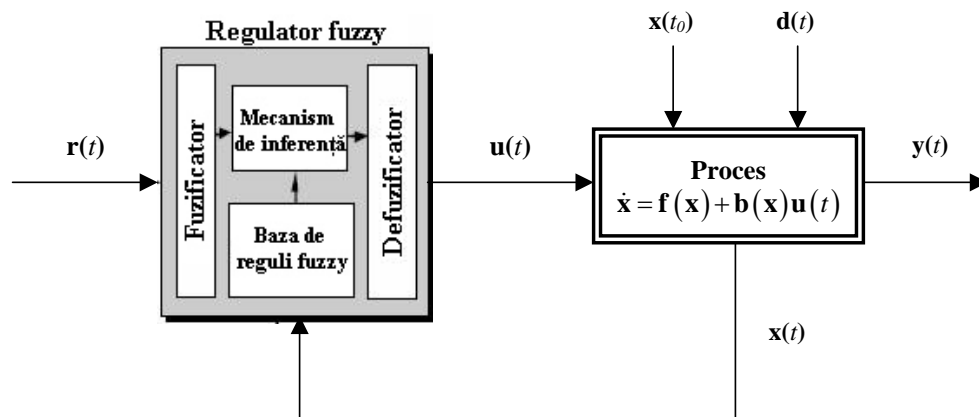 Regulator fuzzy
x(t₀)
d(t)
r(t)
Fuzificator
Mecanism
de inferență
Baza de
reguli fuzzy
Defuzificator
u(t)
Proces
ẋ = f(x) + b(x)u(t)
y(t)
x(t)